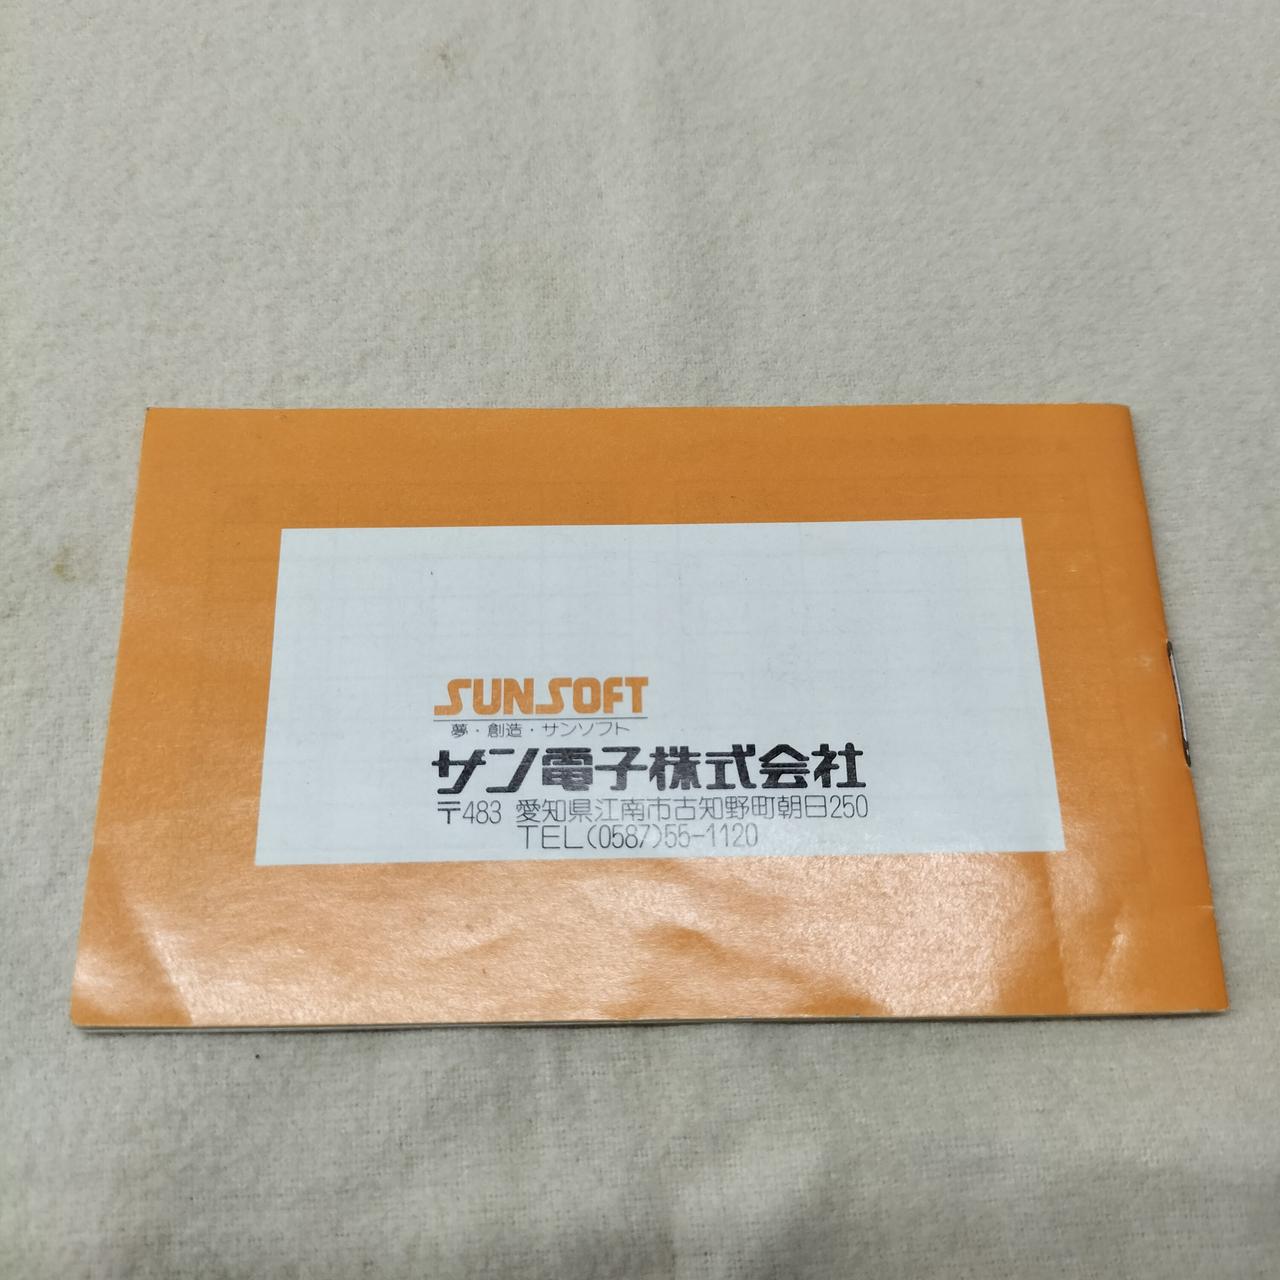 SUNSOFT
夢・創造・サンソフト
サン電子株式会社
〒483 愛知県江南市古知野町朝日250
TEL(0587)55-1120